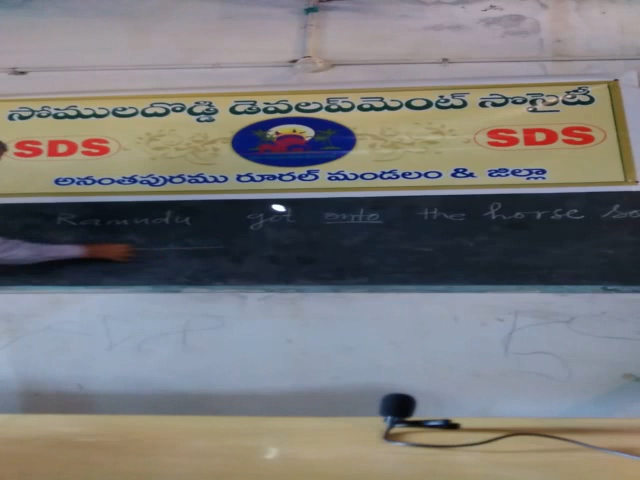 సోములదొడ్డి డెవలప్‌మెంట్ సొసైటీ
SDS SDS
అనంతపురము రూరల్ మండలం & జిల్లా
Ramudu got onto the horse